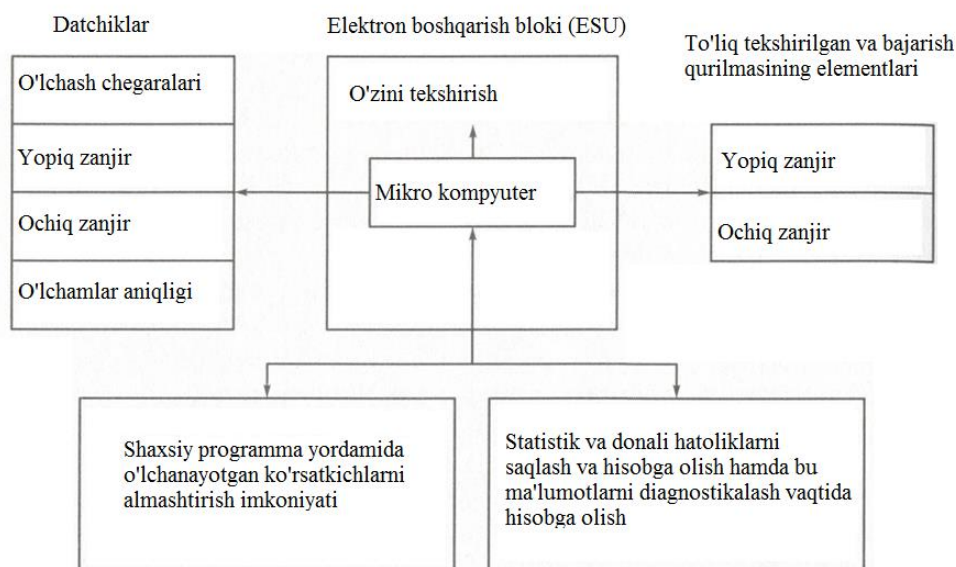 Datchiklar
Elektron boshqarish bloki (ESU)
To'liq tekshirilgan va bajarish
qurilmasining elementlari
O'lchash chegaralari
Yopiq zanjir
Ochiq zanjir
O'lchamlar aniqligi
O'zini tekshirish
Mikro kompyuter
Yopiq zanjir
Ochiq zanjir
Shaxsiy programma yordamida
o'lchanayotgan ko'rsatkichlarni
almashtirish imkoniyati
Statistik va donali hatoliklarni
saqlash va hisobga olish hamda bu
ma'lumotlarni diagnostikalash vaqtida
hisobga olish